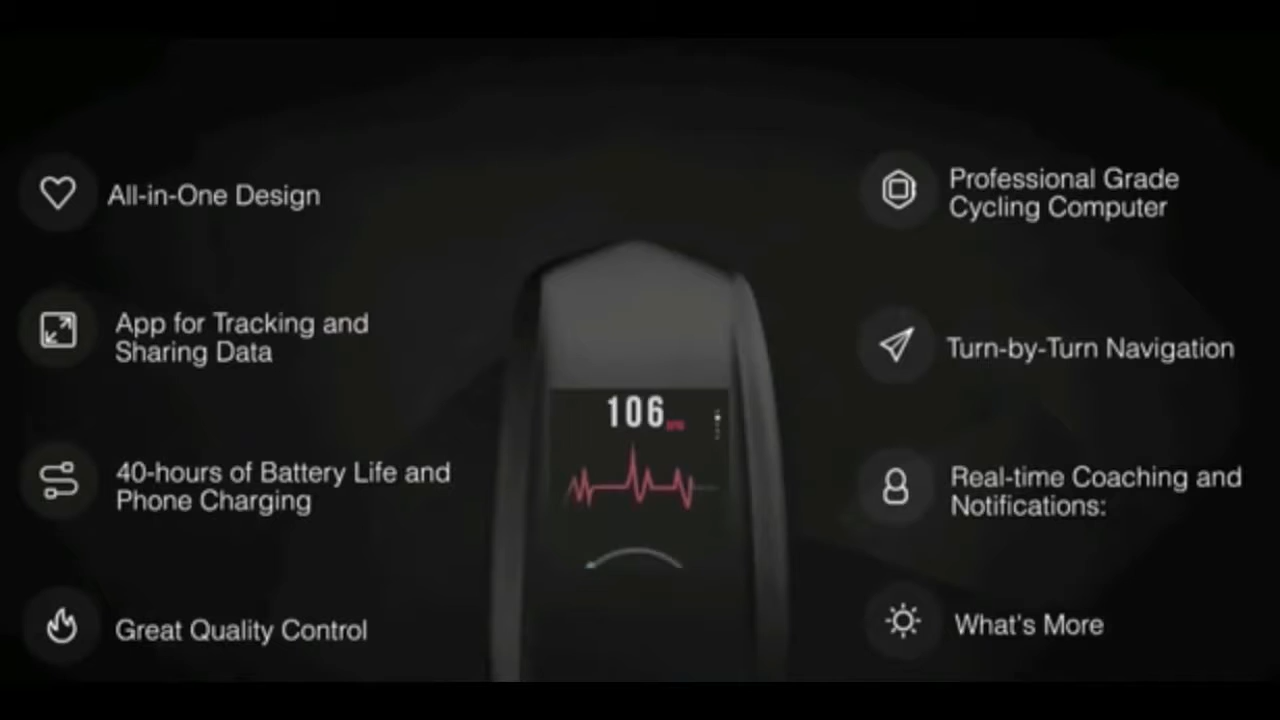 All-in-One Design
App for Tracking and
Sharing Data
40-hours of Battery Life and
Phone Charging
Great Quality Control
106
Professional Grade
Cycling Computer
Turn-by-Turn Navigation
Real-time Coaching and
Notifications:
What's More